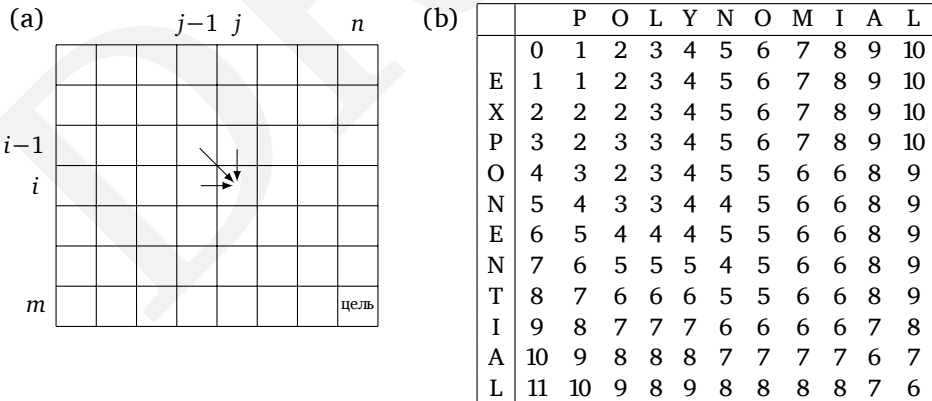 (a)
j−1 j n
i−1
i
m
цель
(b)
P O L Y N O M I A L
0 1 2 3 4 5 6 7 8 9 10
E 1 1 2 3 4 5 6 7 8 9 10
X 2 2 2 3 4 5 6 7 8 9 10
P 3 2 3 3 4 5 6 7 8 9 10
O 4 3 2 3 4 5 5 6 6 8 9
N 5 4 3 3 4 4 5 6 6 8 9
E 6 5 4 4 4 5 5 6 6 8 9
N 7 6 5 5 5 4 5 6 6 8 9
T 8 7 6 6 6 5 5 6 6 8 9
I 9 8 7 7 7 6 6 6 6 7 8
A 10 9 8 8 8 7 7 7 7 6 7
L 11 10 9 8 9 8 8 8 8 7 6